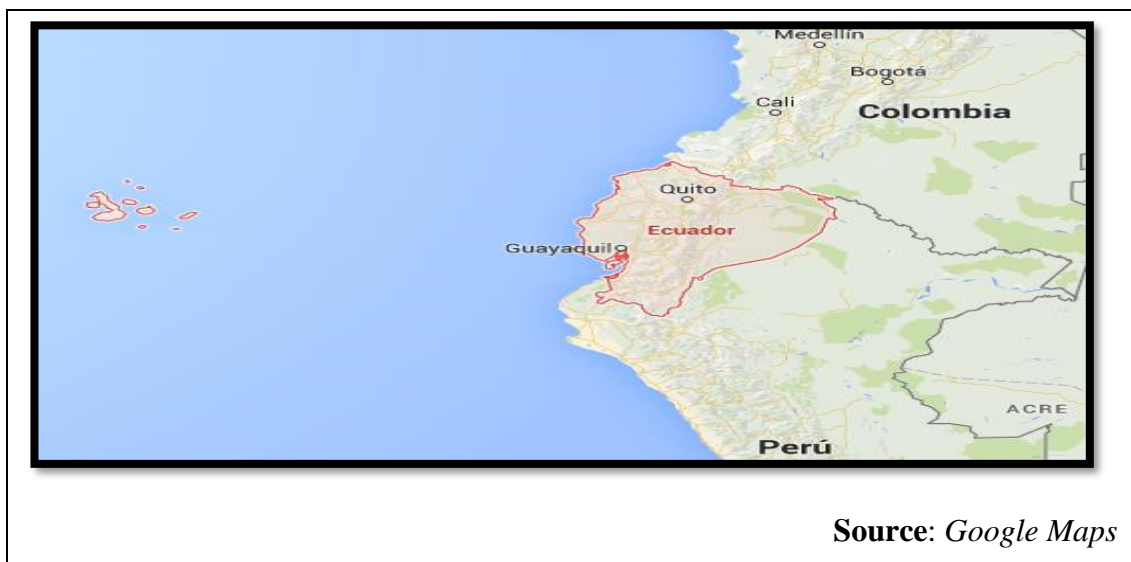 Medellín
Bogotá
Cali
Colombia
Quito
Ecuador
Guayaquil
ACRE
Perú
Source: Google Maps